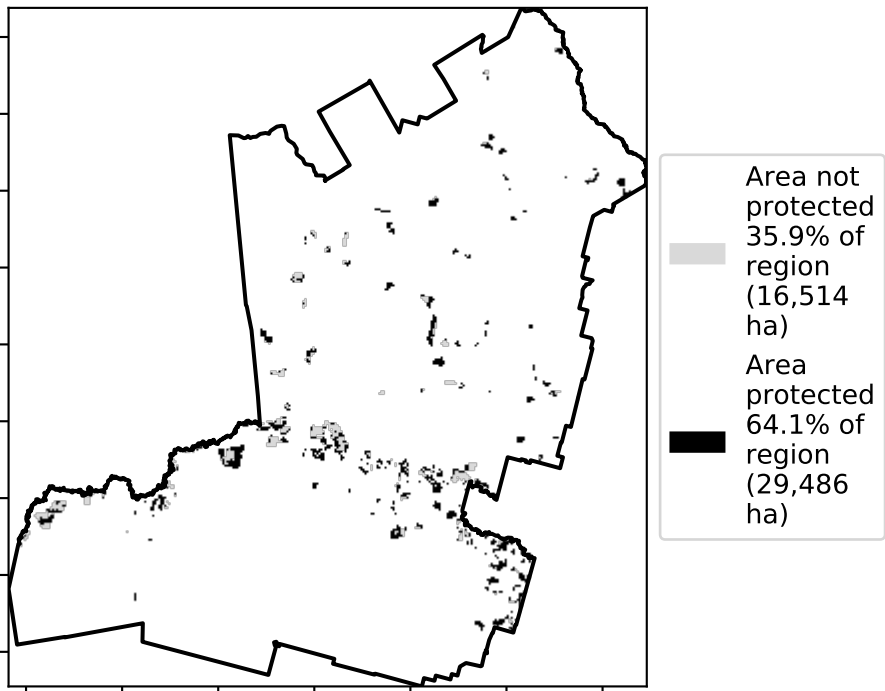 Area not
protected
35.9% of
region
(16,514
ha)
Area
protected
64.1% of
region
(29,486
ha)